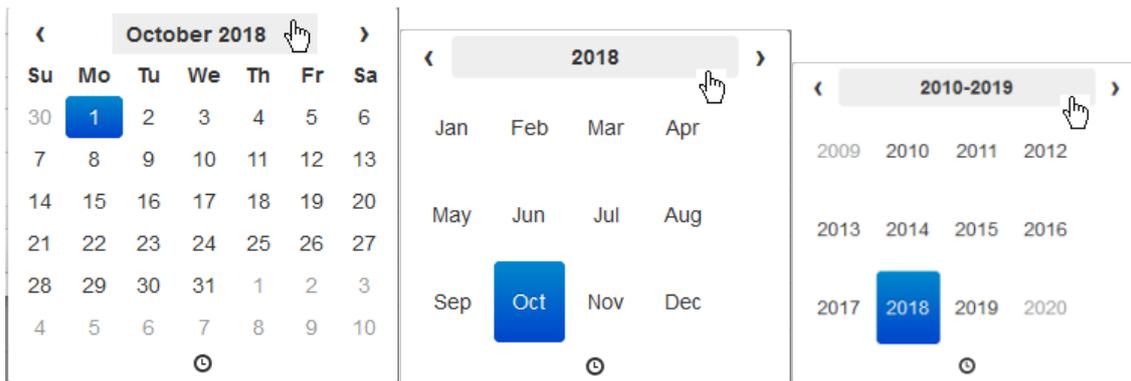 ‹ October 2018 ›
Su Mo Tu We Th Fr Sa
30 1 2 3 4 5 6
7 8 9 10 11 12 13
14 15 16 17 18 19 20
21 22 23 24 25 26 27
28 29 30 31 1 2 3
4 5 6 7 8 9 10
‹ 2018 ›
Jan Feb Mar Apr
May Jun Jul Aug
Sep Oct Nov Dec
‹ 2010-2019 ›
2009 2010 2011 2012
2013 2014 2015 2016
2017 2018 2019 2020